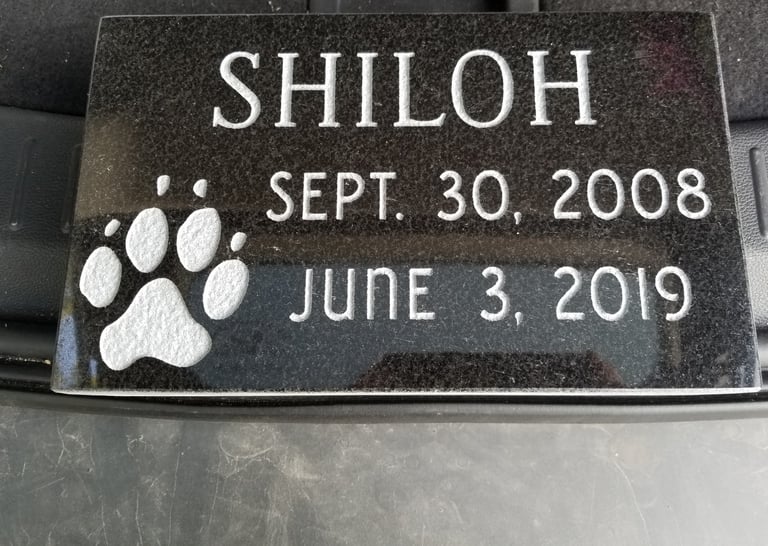 SHILOH
SEPT. 30, 2008
JUNE 3, 2019